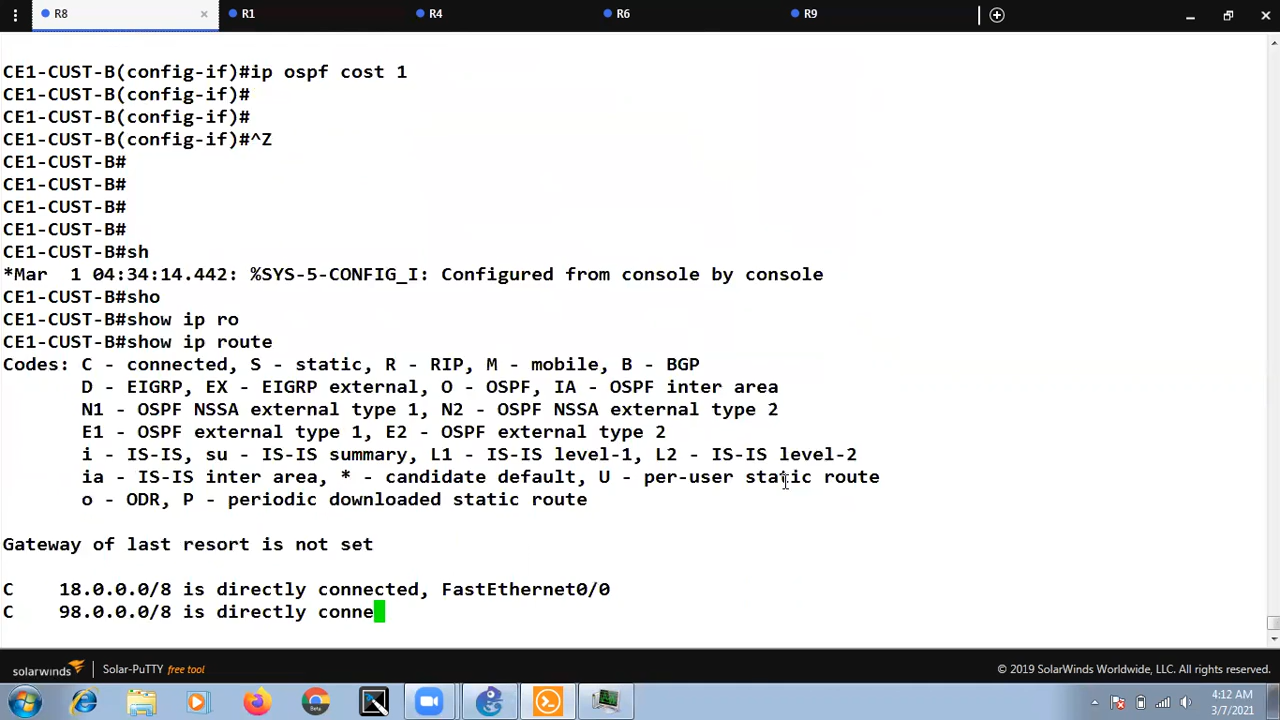 R8 × R1 R4 R6 R9
CE1-CUST-B(config-if)#ip ospf cost 1
CE1-CUST-B(config-if)#
CE1-CUST-B(config-if)#
CE1-CUST-B(config-if)#^Z
CE1-CUST-B#
CE1-CUST-B#
CE1-CUST-B#
CE1-CUST-B#
CE1-CUST-B#sh
*Mar  1 04:34:14.442: %SYS-5-CONFIG_I: Configured from console by console
CE1-CUST-B#sho
CE1-CUST-B#show ip ro
CE1-CUST-B#show ip route
Codes: C - connected, S - static, R - RIP, M - mobile, B - BGP
       D - EIGRP, EX - EIGRP external, O - OSPF, IA - OSPF inter area
       N1 - OSPF NSSA external type 1, N2 - OSPF NSSA external type 2
       E1 - OSPF external type 1, E2 - OSPF external type 2
       i - IS-IS, su - IS-IS summary, L1 - IS-IS level-1, L2 - IS-IS level-2
       ia - IS-IS inter area, * - candidate default, U - per-user static route
       o - ODR, P - periodic downloaded static route
Gateway of last resort is not set
C    18.0.0.0/8 is directly connected, FastEthernet0/0
C    98.0.0.0/8 is directly conne
solarwinds | Solar-PuTTY free tool © 2019 SolarWinds Worldwide, LLC. All rights reserved.
Beta
4:12 AM
3/7/2021